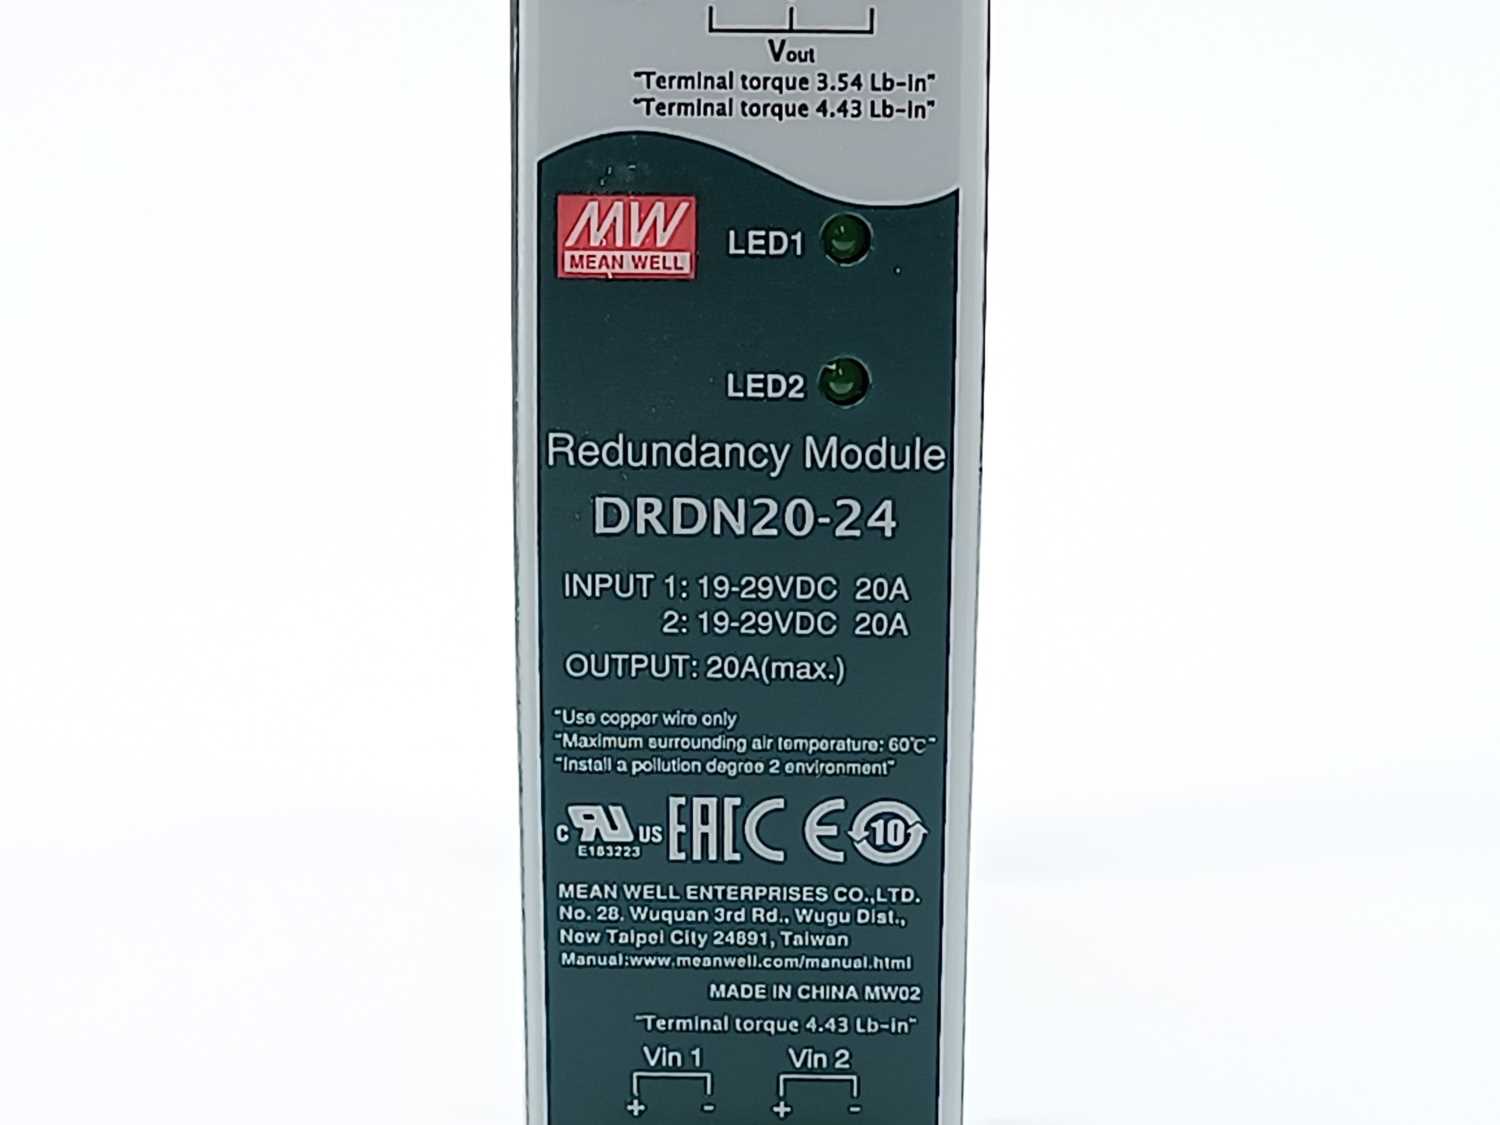 Vout
"Terminal torque 3.54 Lb-In"
"Terminal torque 4.43 Lb-In"
MW
MEAN WELL
LED1
LED2
Redundancy Module
DRDN20-24
INPUT 1: 19-29VDC 20A
2: 19-29VDC 20A
OUTPUT: 20A(max.)
"Use copper wire only
"Maximum surrounding air temperature: 60℃"
"Install a pollution degree 2 environment"
C RU US EAC CE 10
E183223
MEAN WELL ENTERPRISES CO.,LTD.
No. 28, Wuquan 3rd Rd., Wugu Dist.,
New Taipei City 24891, Taiwan
Manual:www.meanwell.com/manual.html
MADE IN CHINA MW02
"Terminal torque 4.43 Lb-In"
Vin 1 Vin 2
+ - + -